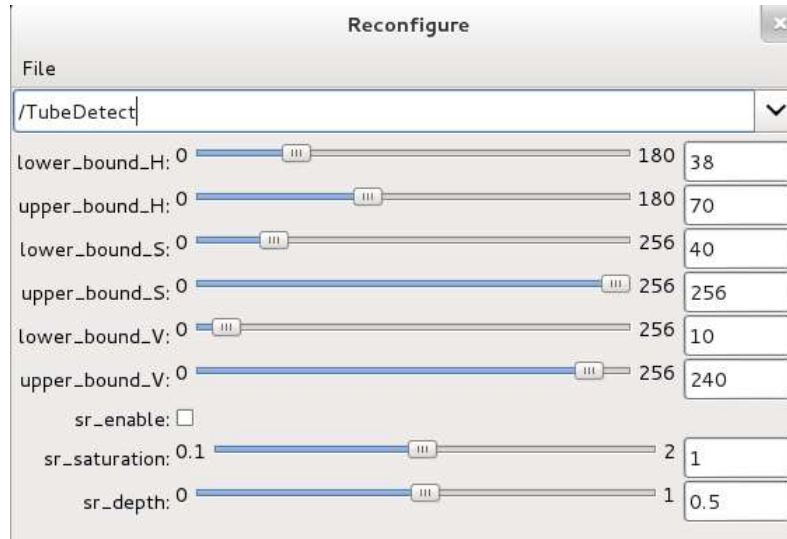 Reconfigure
File
/TubeDetect
lower_bound_H: 0 180 38
upper_bound_H: 0 180 70
lower_bound_S: 0 256 40
upper_bound_S: 0 256 256
lower_bound_V: 0 256 10
upper_bound_V: 0 256 240
sr_enable:
sr_saturation: 0.1 2 1
sr_depth: 0 1 0.5